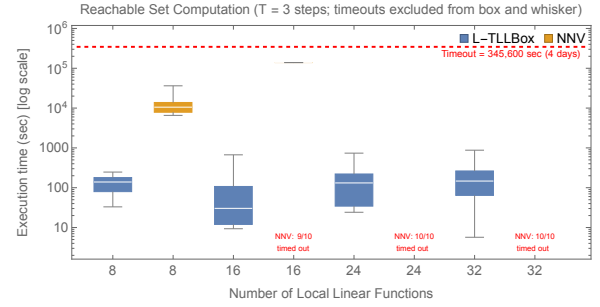 Reachable Set Computation (T = 3 steps; timeouts excluded from box and whisker)
L-TLLBox NNV
Timeout = 345,600 sec (4 days)
Execution time (sec) [log scale]
10^6
10^5
10^4
1000
100
10
NNV: 9/10 timed out
NNV: 10/10 timed out
NNV: 10/10 timed out
8 8 16 16 24 24 32 32
Number of Local Linear Functions